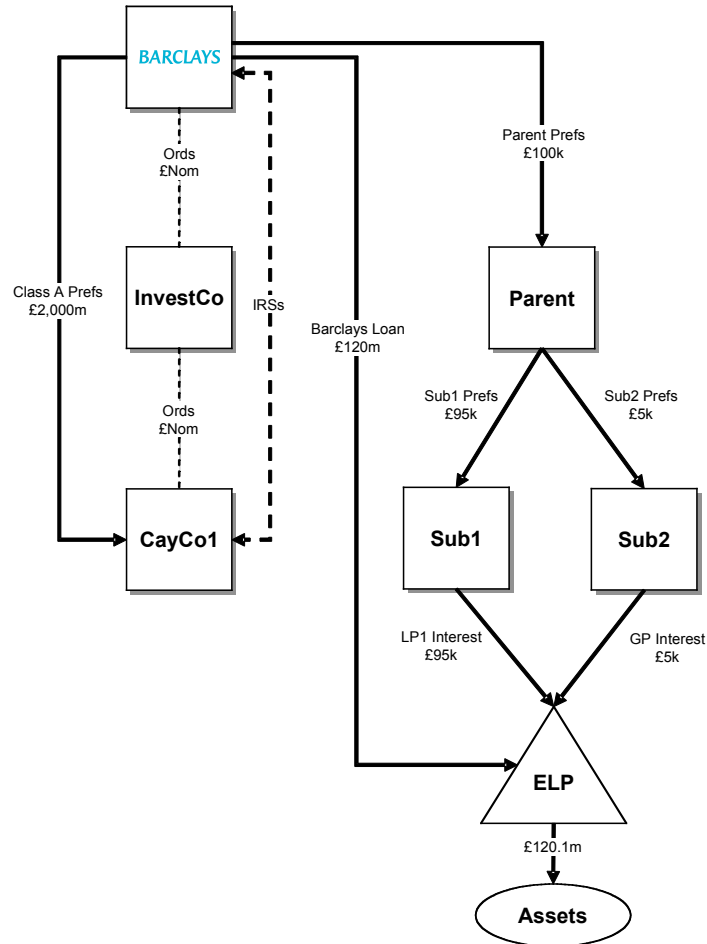 BARCLAYS
Ords
£Nom
Parent Prefs
£100k
InvestCo
Parent
Class A Prefs
£2,000m
IRSs
Barclays Loan
£120m
Sub1 Prefs
£95k
Sub2 Prefs
£5k
Ords
£Nom
CayCo1
Sub1
Sub2
LP1 Interest
£95k
GP Interest
£5k
ELP
£120.1m
Assets